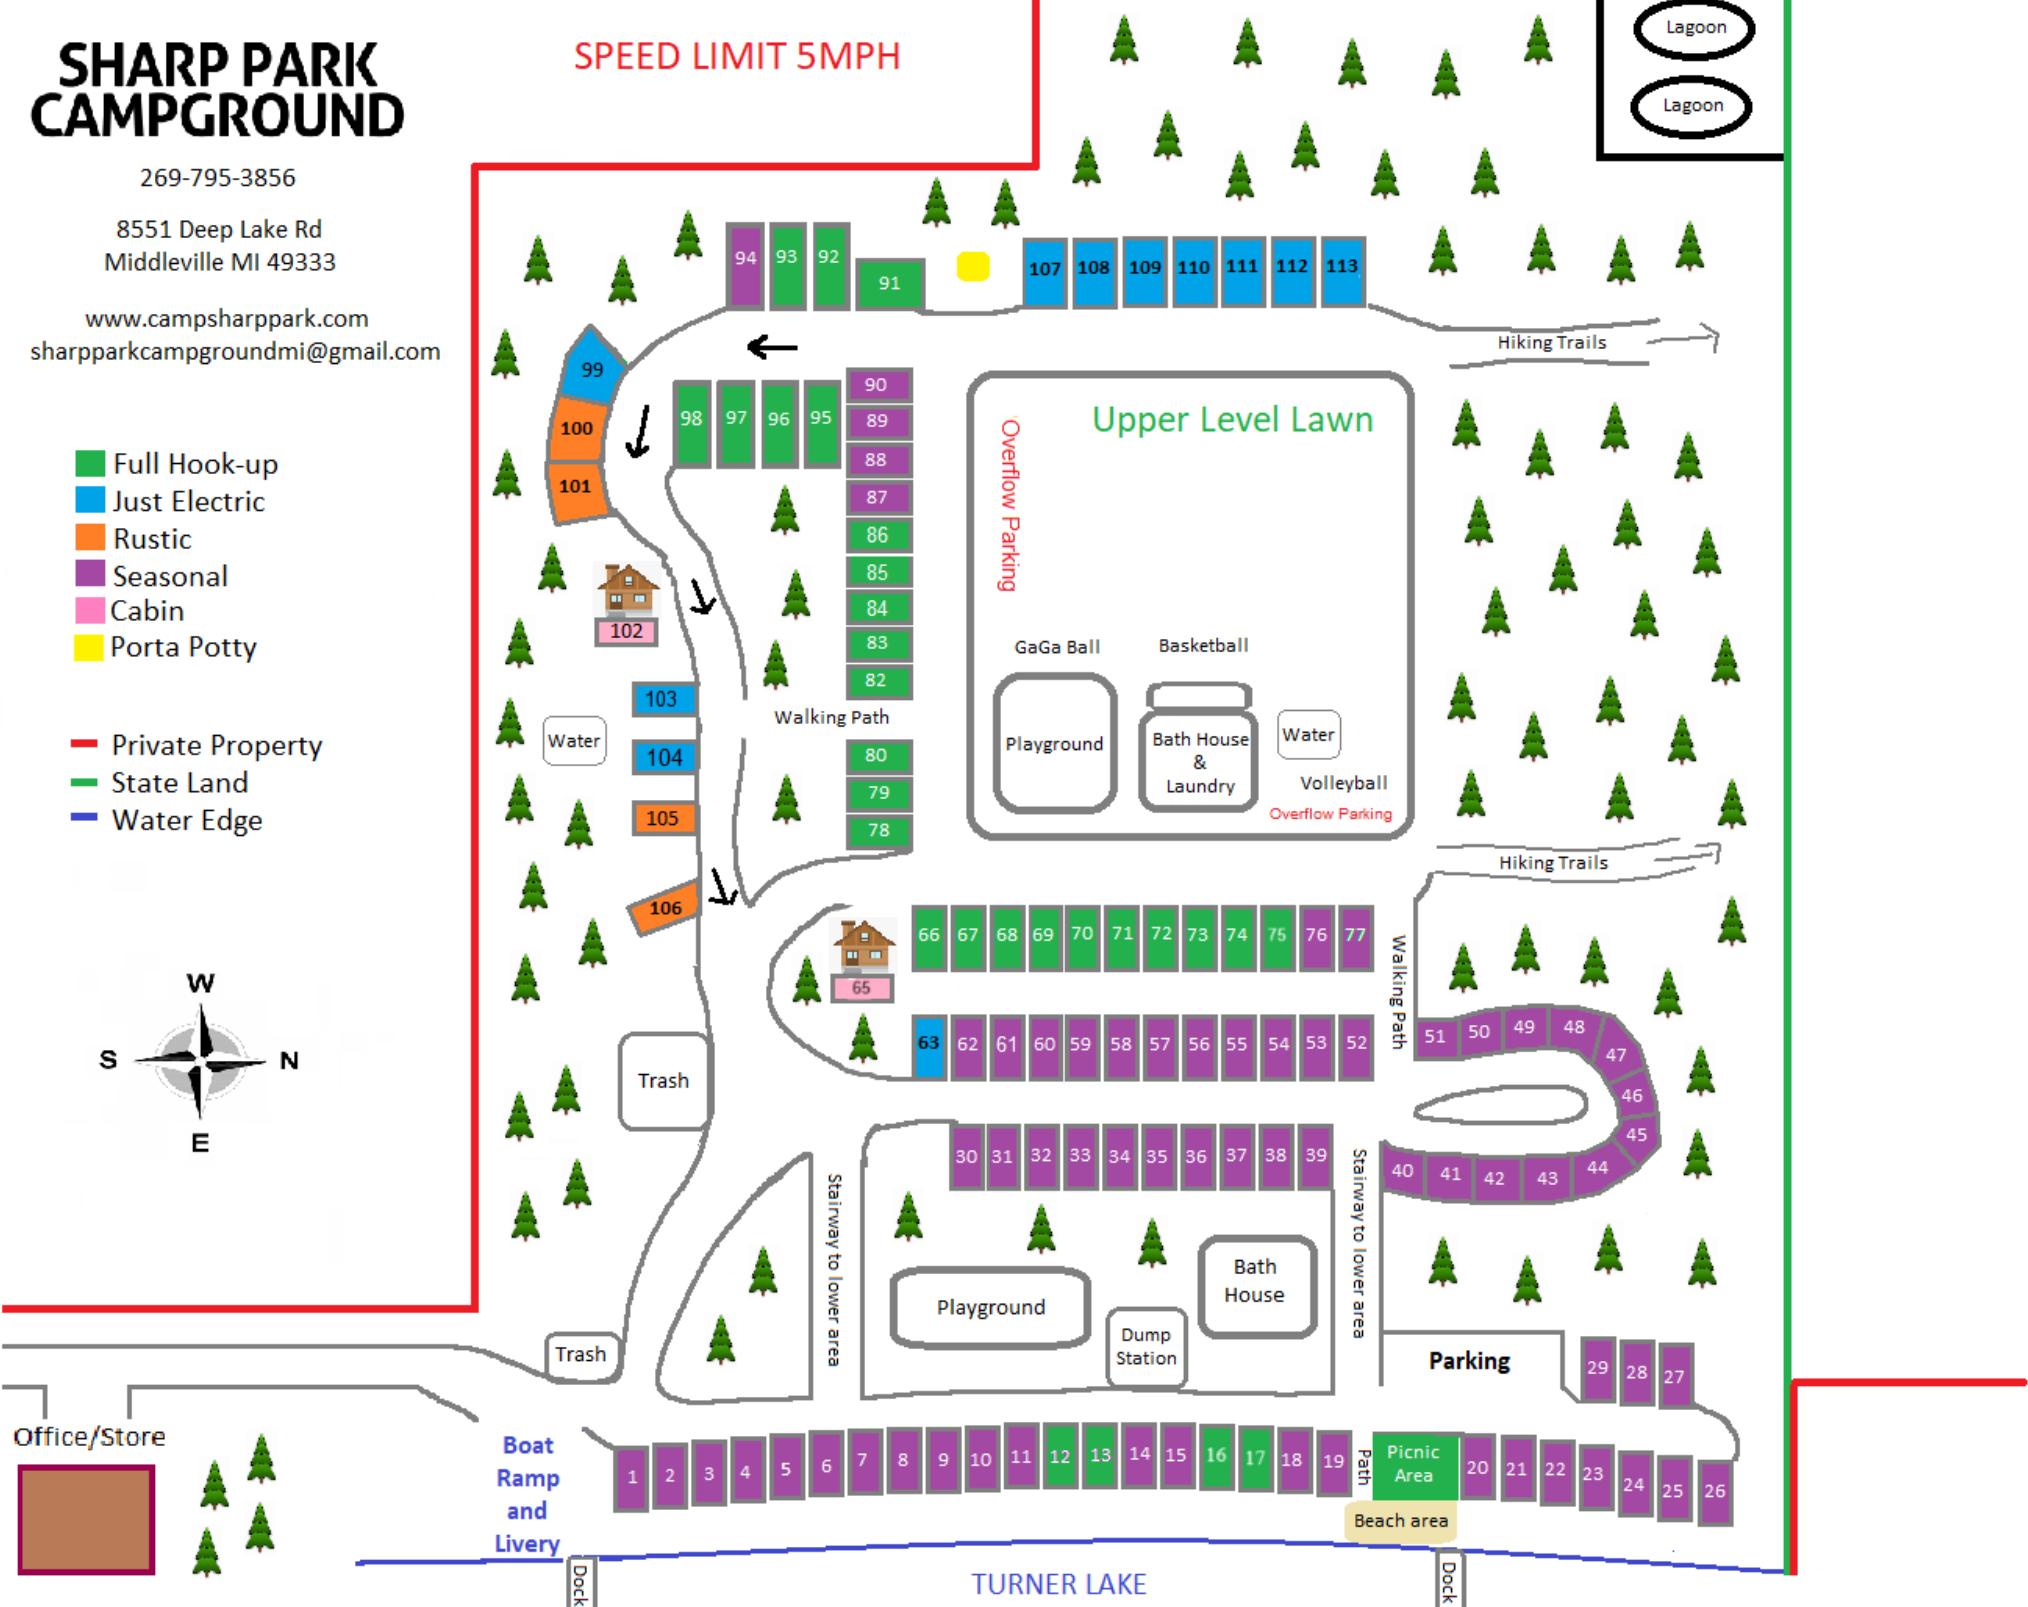 SHARP PARK
CAMPGROUND
269-795-3856
8551 Deep Lake Rd
Middleville MI 49333
www.campsharppark.com
sharpparkcampgroundmi@gmail.com
SPEED LIMIT 5MPH
Lagoon
Lagoon
Full Hook-up
Just Electric
Rustic
Seasonal
Cabin
Porta Potty
Private Property
State Land
Water Edge
W
S
N
E
94
93
92
91
107
108
109
110
111
112
113
Hiking Trails
99
100
101
98
97
96
95
90
89
88
87
86
85
84
83
82
Walking Path
80
79
78
102
103
104
105
106
Water
Upper Level Lawn
Overflow Parking
GaGa Ball
Basketball
Playground
Bath House
&
Laundry
Water
Volleyball
Overflow Parking
Hiking Trails
65
66
67
68
69
70
71
72
73
74
75
76
77
Walking Path
63
62
61
60
59
58
57
56
55
54
53
52
51
50
49
48
47
46
45
44
43
42
41
40
Trash
30
31
32
33
34
35
36
37
38
39
Stairway to lower area
Stairway to lower area
Playground
Dump
Station
Bath
House
Parking
29
28
27
Trash
Office/Store
Boat
Ramp
and
Livery
1
2
3
4
5
6
7
8
9
10
11
12
13
14
15
16
17
18
19
Path
Picnic
Area
20
21
22
23
24
25
26
Beach area
Dock
TURNER LAKE
Dock